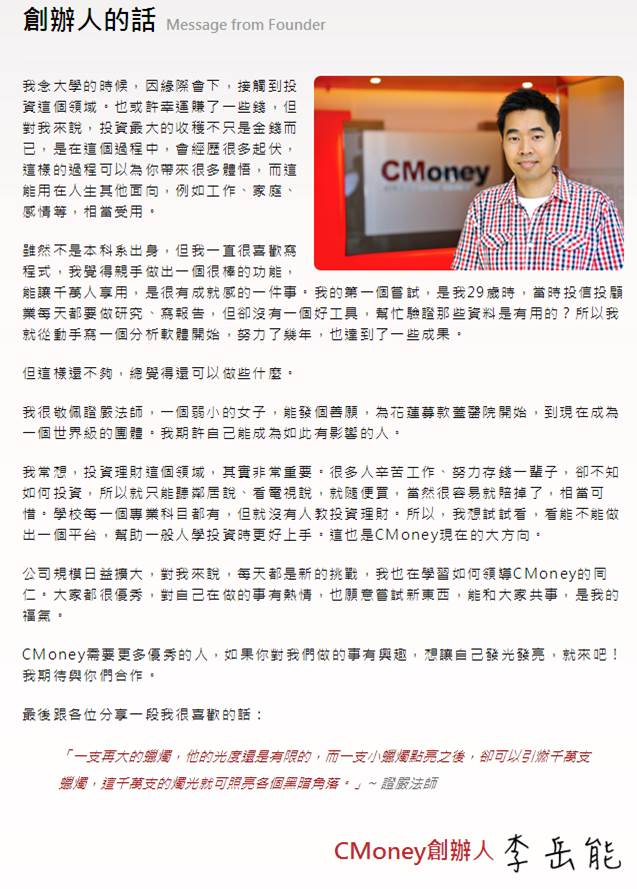 創辦人的話 Message from Founder
我念大學的時候，因緣際會下，接觸到投
資這個領域。也或許幸運賺了一些錢，但
對我來說，投資最大的收穫不只是金錢而
已，是在這個過程中，會經歷很多起伏，
這樣的過程可以為你帶來很多體悟，而這
能用在人生其他面向，例如工作、家庭、
感情等，相當受用。
CMoney
雖然不是本科系出身，但我一直很喜歡寫
程式，我覺得親手做出一個很棒的功能，
能讓千萬人享用，是很有成就感的一件事。我的第一個嘗試，是我29歲時，當時投信投顧
業每天都要做研究、寫報告，但卻沒有一個好工具，幫忙驗證那些資料是有用的？所以我
就從動手寫一個分析軟體開始，努力了幾年，也達到了一些成果。
但這樣還不夠，總覺得還可以做些什麼。
我很敬佩證嚴法師，一個弱小的女子，能發個善願，為花蓮募款蓋醫院開始，到現在成為
一個世界級的團體。我期許自己能成為如此有影響的人。
我常想，投資理財這個領域，其實非常重要。很多人辛苦工作、努力存錢一輩子，卻不知
如何投資，所以就只能聽鄰居說、看電視說，就隨便買，當然很容易就賠掉了，相當可
惜。學校每一個專業科目都有，但就沒有人教投資理財。所以，我想試試看，看能不能做
出一個平台，幫助一般人學投資時更好上手。這也是CMoney現在的大方向。
公司規模日益擴大，對我來說，每天都是新的挑戰，我也在學習如何領導CMoney的同
仁。大家都很優秀，對自己在做的事有熱情，也願意嘗試新東西，能和大家共事，是我的
福氣。
CMoney需要更多優秀的人，如果你對我們做的事有興趣，想讓自己發光發亮，就來吧！
我期待與你們合作。
最後跟各位分享一段我很喜歡的話：
「一支再大的蠟燭，他的光度還是有限的，而一支小蠟燭點亮之後，卻可以引燃千萬支
蠟燭，這千萬支的燭光就可照亮各個黑暗角落。」~ 證嚴法師
CMoney創辦人 李岳能